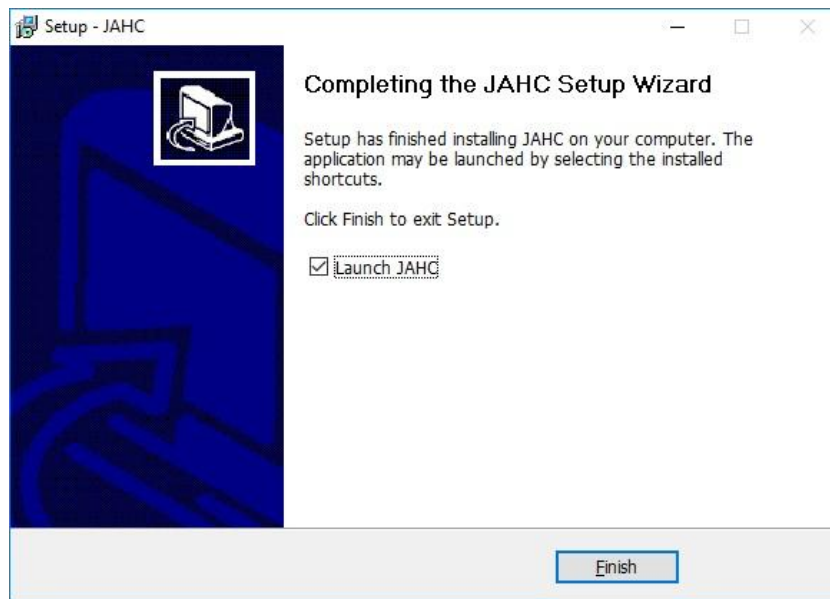 Setup - JAHC
Completing the JAHC Setup Wizard
Setup has finished installing JAHC on your computer. The
application may be launched by selecting the installed
shortcuts.
Click Finish to exit Setup.
Launch JAHC
Finish